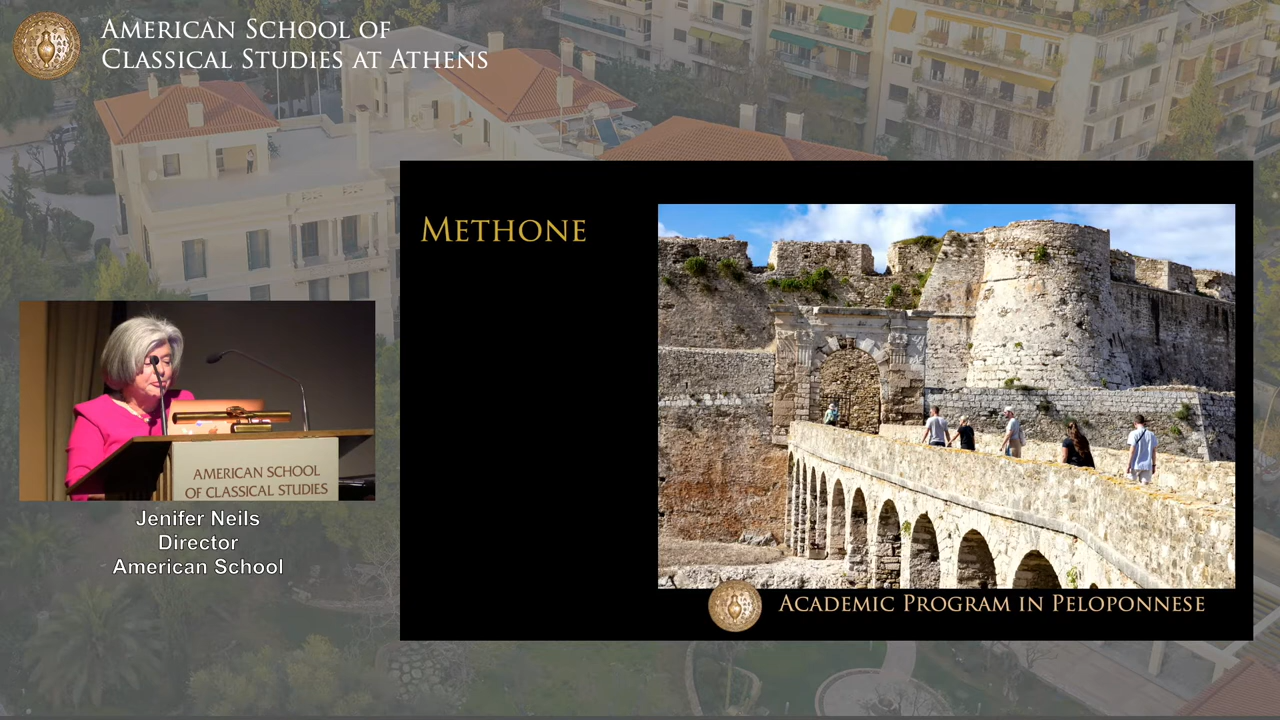 AMERICAN SCHOOL OF
CLASSICAL STUDIES AT ATHENS
METHONE
AMERICAN SCHOOL
OF CLASSICAL STUDIES
Jenifer Neils
Director
American School
ACADEMIC PROGRAM IN PELOPONNESE